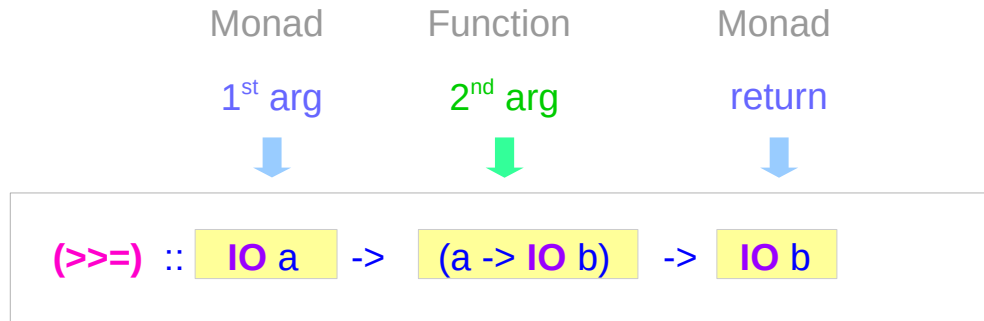 Monad Function Monad
1st arg 2nd arg return
(>>=) :: IO a -> (a -> IO b) -> IO b